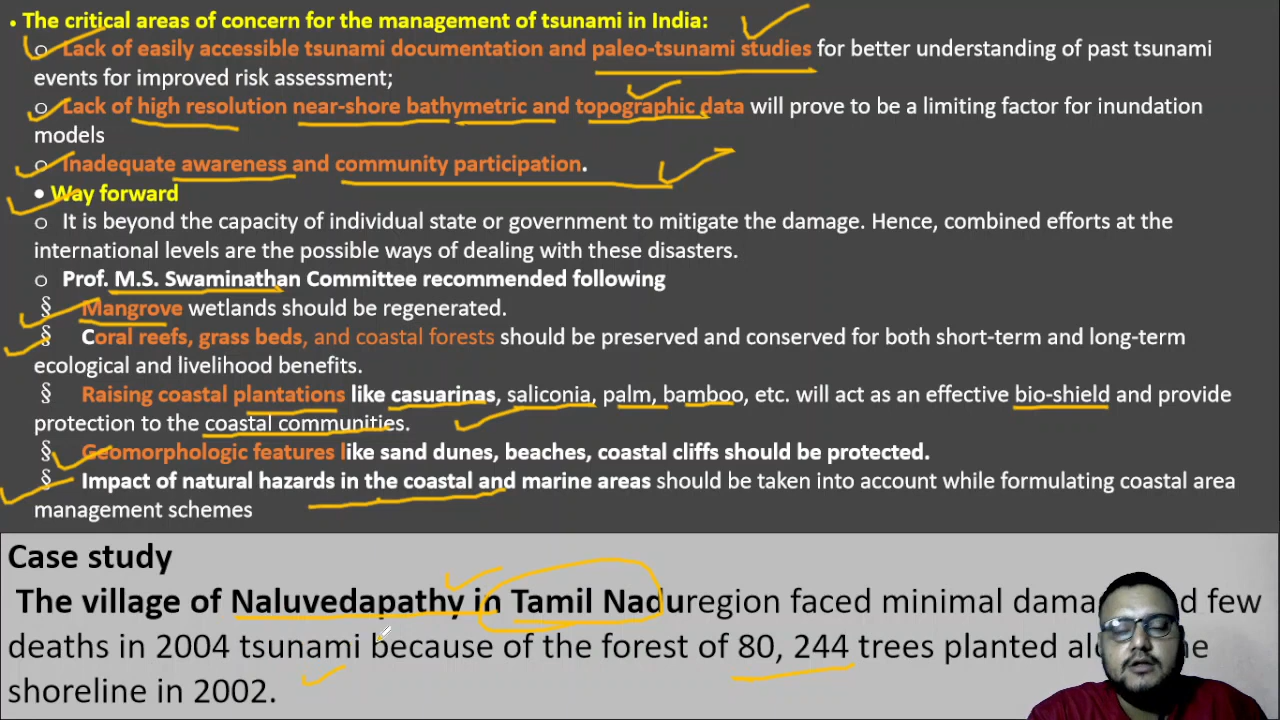 • The critical areas of concern for the management of tsunami in India:
o Lack of easily accessible tsunami documentation and paleo-tsunami studies for better understanding of past tsunami
events for improved risk assessment;
o Lack of high resolution near-shore bathymetric and topographic data will prove to be a limiting factor for inundation
models
o Inadequate awareness and community participation.
• Way forward
o It is beyond the capacity of individual state or government to mitigate the damage. Hence, combined efforts at the
international levels are the possible ways of dealing with these disasters.
o Prof. M.S. Swaminathan Committee recommended following
§ Mangrove wetlands should be regenerated.
§ Coral reefs, grass beds, and coastal forests should be preserved and conserved for both short-term and long-term
ecological and livelihood benefits.
§ Raising coastal plantations like casuarinas, saliconia, palm, bamboo, etc. will act as an effective bio-shield and provide
protection to the coastal communities.
§ Geomorphologic features like sand dunes, beaches, coastal cliffs should be protected.
§ Impact of natural hazards in the coastal and marine areas should be taken into account while formulating coastal area
management schemes
Case study
The village of Naluvedapathy in Tamil Naduregion faced minimal few
deaths in 2004 tsunami because of the forest of 80, 244 trees planted
shoreline in 2002.